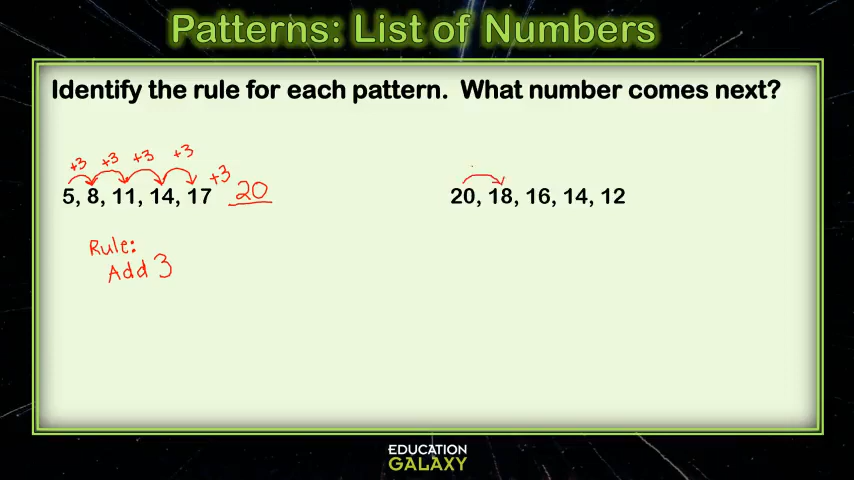 Patterns: List of Numbers
Identify the rule for each pattern. What number comes next?
+3 +3 +3 +3 +3
5, 8, 11, 14, 17 20
Rule:
Add 3
20, 18, 16, 14, 12
EDUCATION
GALAXY